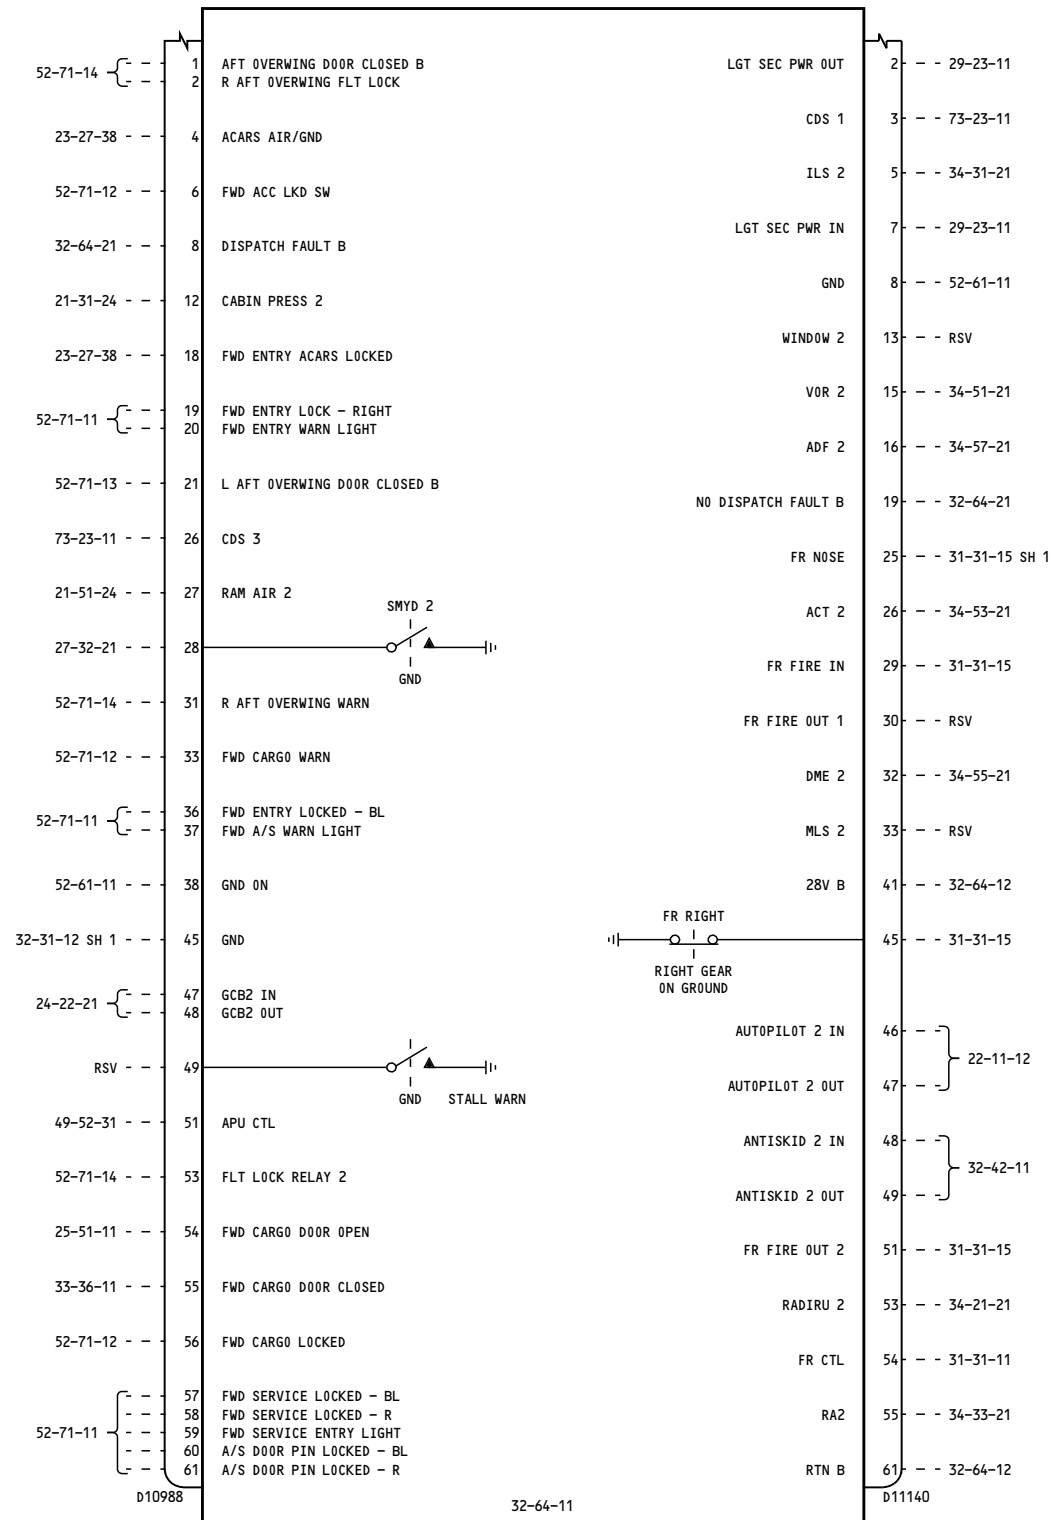 52-71-14
1 AFT OVERWING DOOR CLOSED B
2 R AFT OVERWING FLT LOCK
23-27-38 4 ACARS AIR/GND
52-71-12 6 FWD ACC LKD SW
32-64-21 8 DISPATCH FAULT B
21-31-24 12 CABIN PRESS 2
23-27-38 18 FWD ENTRY ACARS LOCKED
52-71-11
19 FWD ENTRY LOCK - RIGHT
20 FWD ENTRY WARN LIGHT
52-71-13 21 L AFT OVERWING DOOR CLOSED B
73-23-11 26 CDS 3
21-51-24 27 RAM AIR 2
SMYD 2
27-32-21 28
GND
52-71-14 31 R AFT OVERWING WARN
52-71-12 33 FWD CARGO WARN
52-71-11
36 FWD ENTRY LOCKED - BL
37 FWD A/S WARN LIGHT
52-61-11 38 GND ON
32-31-12 SH 1 45 GND
24-22-21
47 GCB2 IN
48 GCB2 OUT
RSV 49
GND STALL WARN
49-52-31 51 APU CTL
52-71-14 53 FLT LOCK RELAY 2
25-51-11 54 FWD CARGO DOOR OPEN
33-36-11 55 FWD CARGO DOOR CLOSED
52-71-12 56 FWD CARGO LOCKED
52-71-11
57 FWD SERVICE LOCKED - BL
58 FWD SERVICE LOCKED - R
59 FWD SERVICE ENTRY LIGHT
60 A/S DOOR PIN LOCKED - BL
61 A/S DOOR PIN LOCKED - R
D10988
LGT SEC PWR OUT 2 29-23-11
CDS 1 3 73-23-11
ILS 2 5 34-31-21
LGT SEC PWR IN 7 29-23-11
GND 8 52-61-11
WINDOW 2 13 RSV
VOR 2 15 34-51-21
ADF 2 16 34-57-21
NO DISPATCH FAULT B 19 32-64-21
FR NOSE 25 31-31-15 SH 1
ACT 2 26 34-53-21
FR FIRE IN 29 31-31-15
FR FIRE OUT 1 30 RSV
DME 2 32 34-55-21
MLS 2 33 RSV
28V B 41 32-64-12
FR RIGHT
45 31-31-15
RIGHT GEAR
ON GROUND
AUTOPILOT 2 IN 46
22-11-12
AUTOPILOT 2 OUT 47
ANTISKID 2 IN 48
32-42-11
ANTISKID 2 OUT 49
FR FIRE OUT 2 51 31-31-15
RADIRU 2 53 34-21-21
FR CTL 54 31-31-11
RA2 55 34-33-21
RTN B 61 32-64-12
D11140
32-64-11